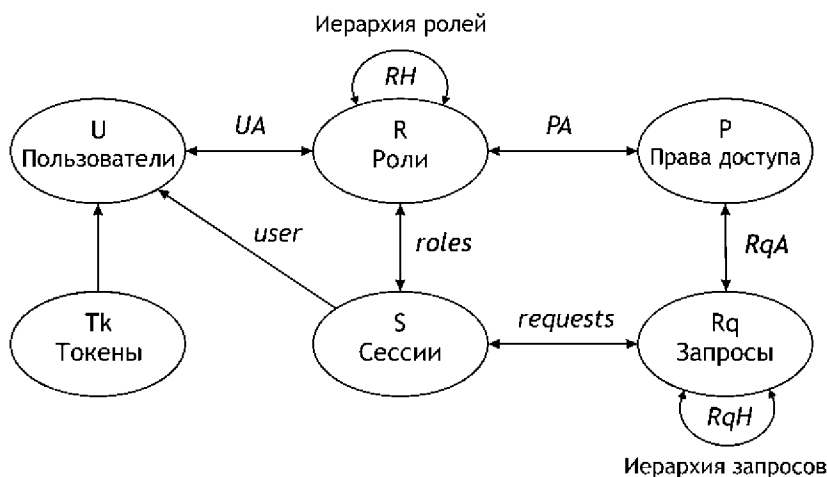 Иерархия ролей
RH
U
Пользователи
UA
R
Роли
PA
P
Права доступа
user
roles
RqA
Tk
Токены
S
Сессии
requests
Rq
Запросы
RqH
Иерархия запросов